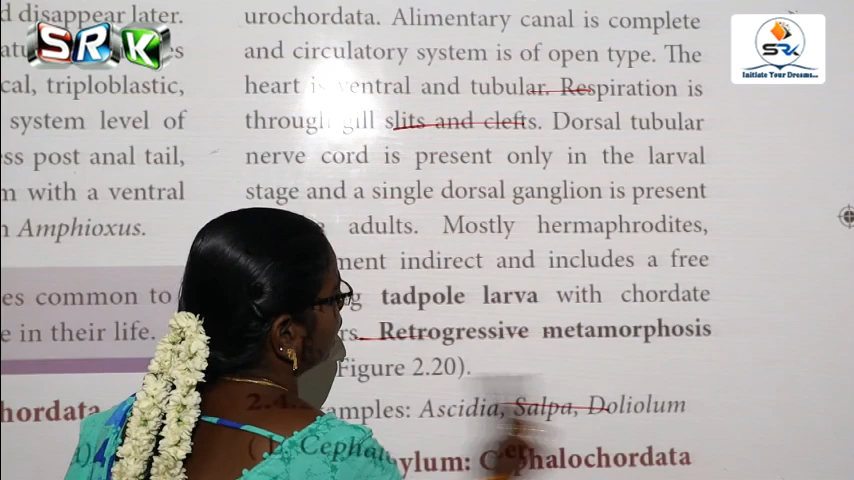 SRK
SRK
Initiate Your Dreams...
d disappear later.
cal, triploblastic,
system level of
ss post anal tail,
m with a ventral
n Amphioxus.
es common to
e in their life.
hordata
urochordata. Alimentary canal is complete
and circulatory system is of open type. The
heart is ventral and tubular. Respiration is
through gill slits and clefts. Dorsal tubular
nerve cord is present only in the larval
stage and a single dorsal ganglion is present
adults. Mostly hermaphrodites,
ment indirect and includes a free
g tadpole larva with chordate
rs. Retrogressive metamorphosis
Figure 2.20).
amples: Ascidia, Salpa, Doliolum
ylum: Cephalochordata